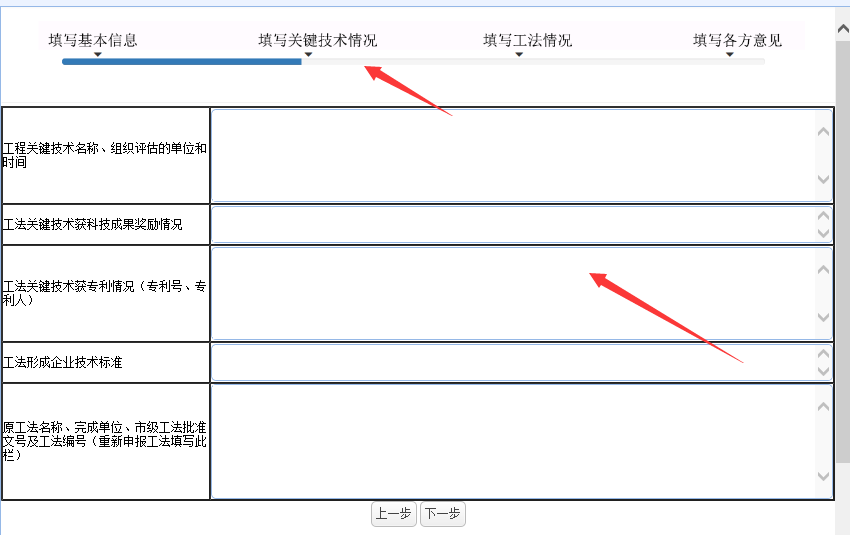 填写基本信息 填写关键技术情况 填写工法情况 填写各方意见
工程关键技术名称、组织评估的单位和
时间
工法关键技术获科技成果奖励情况
工法关键技术获专利情况（专利号、专
利人）
工法形成企业技术标准
原工法名称、完成单位、市级工法批准
文号及工法编号（重新申报工法填写此
栏）
上一步 下一步